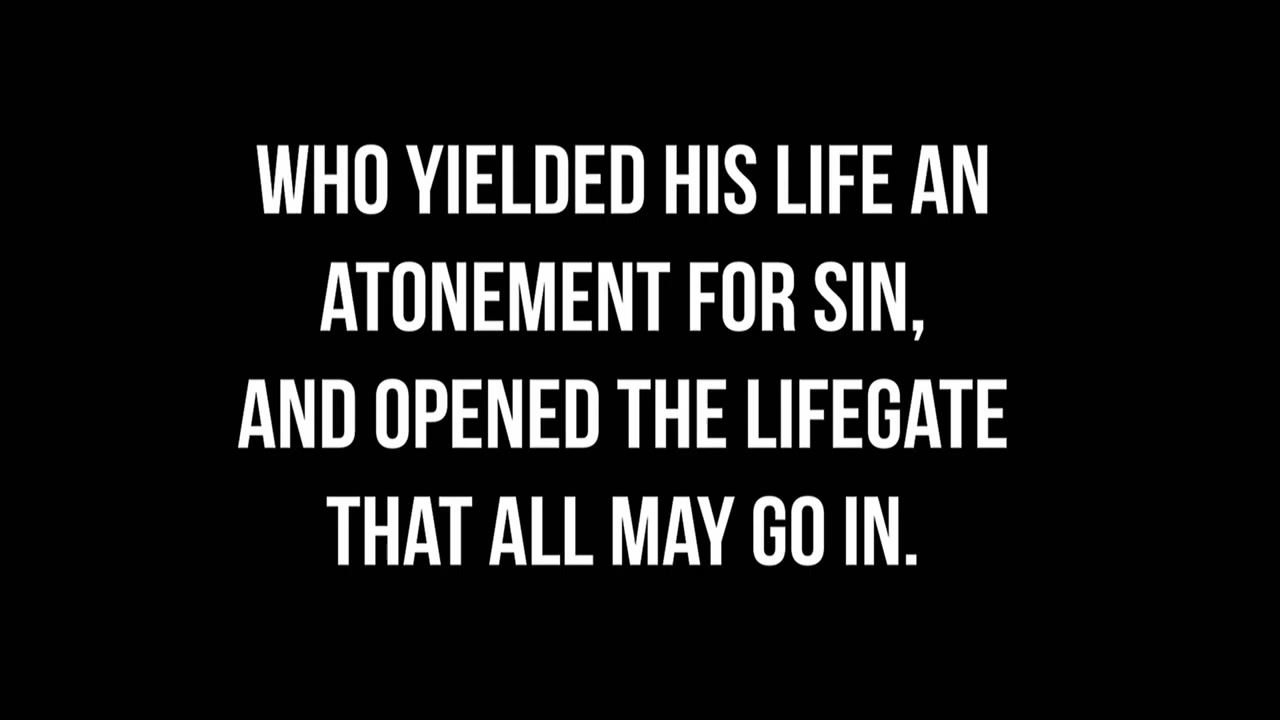 WHO YIELDED HIS LIFE AN
ATONEMENT FOR SIN,
AND OPENED THE LIFEGATE
THAT ALL MAY GO IN.